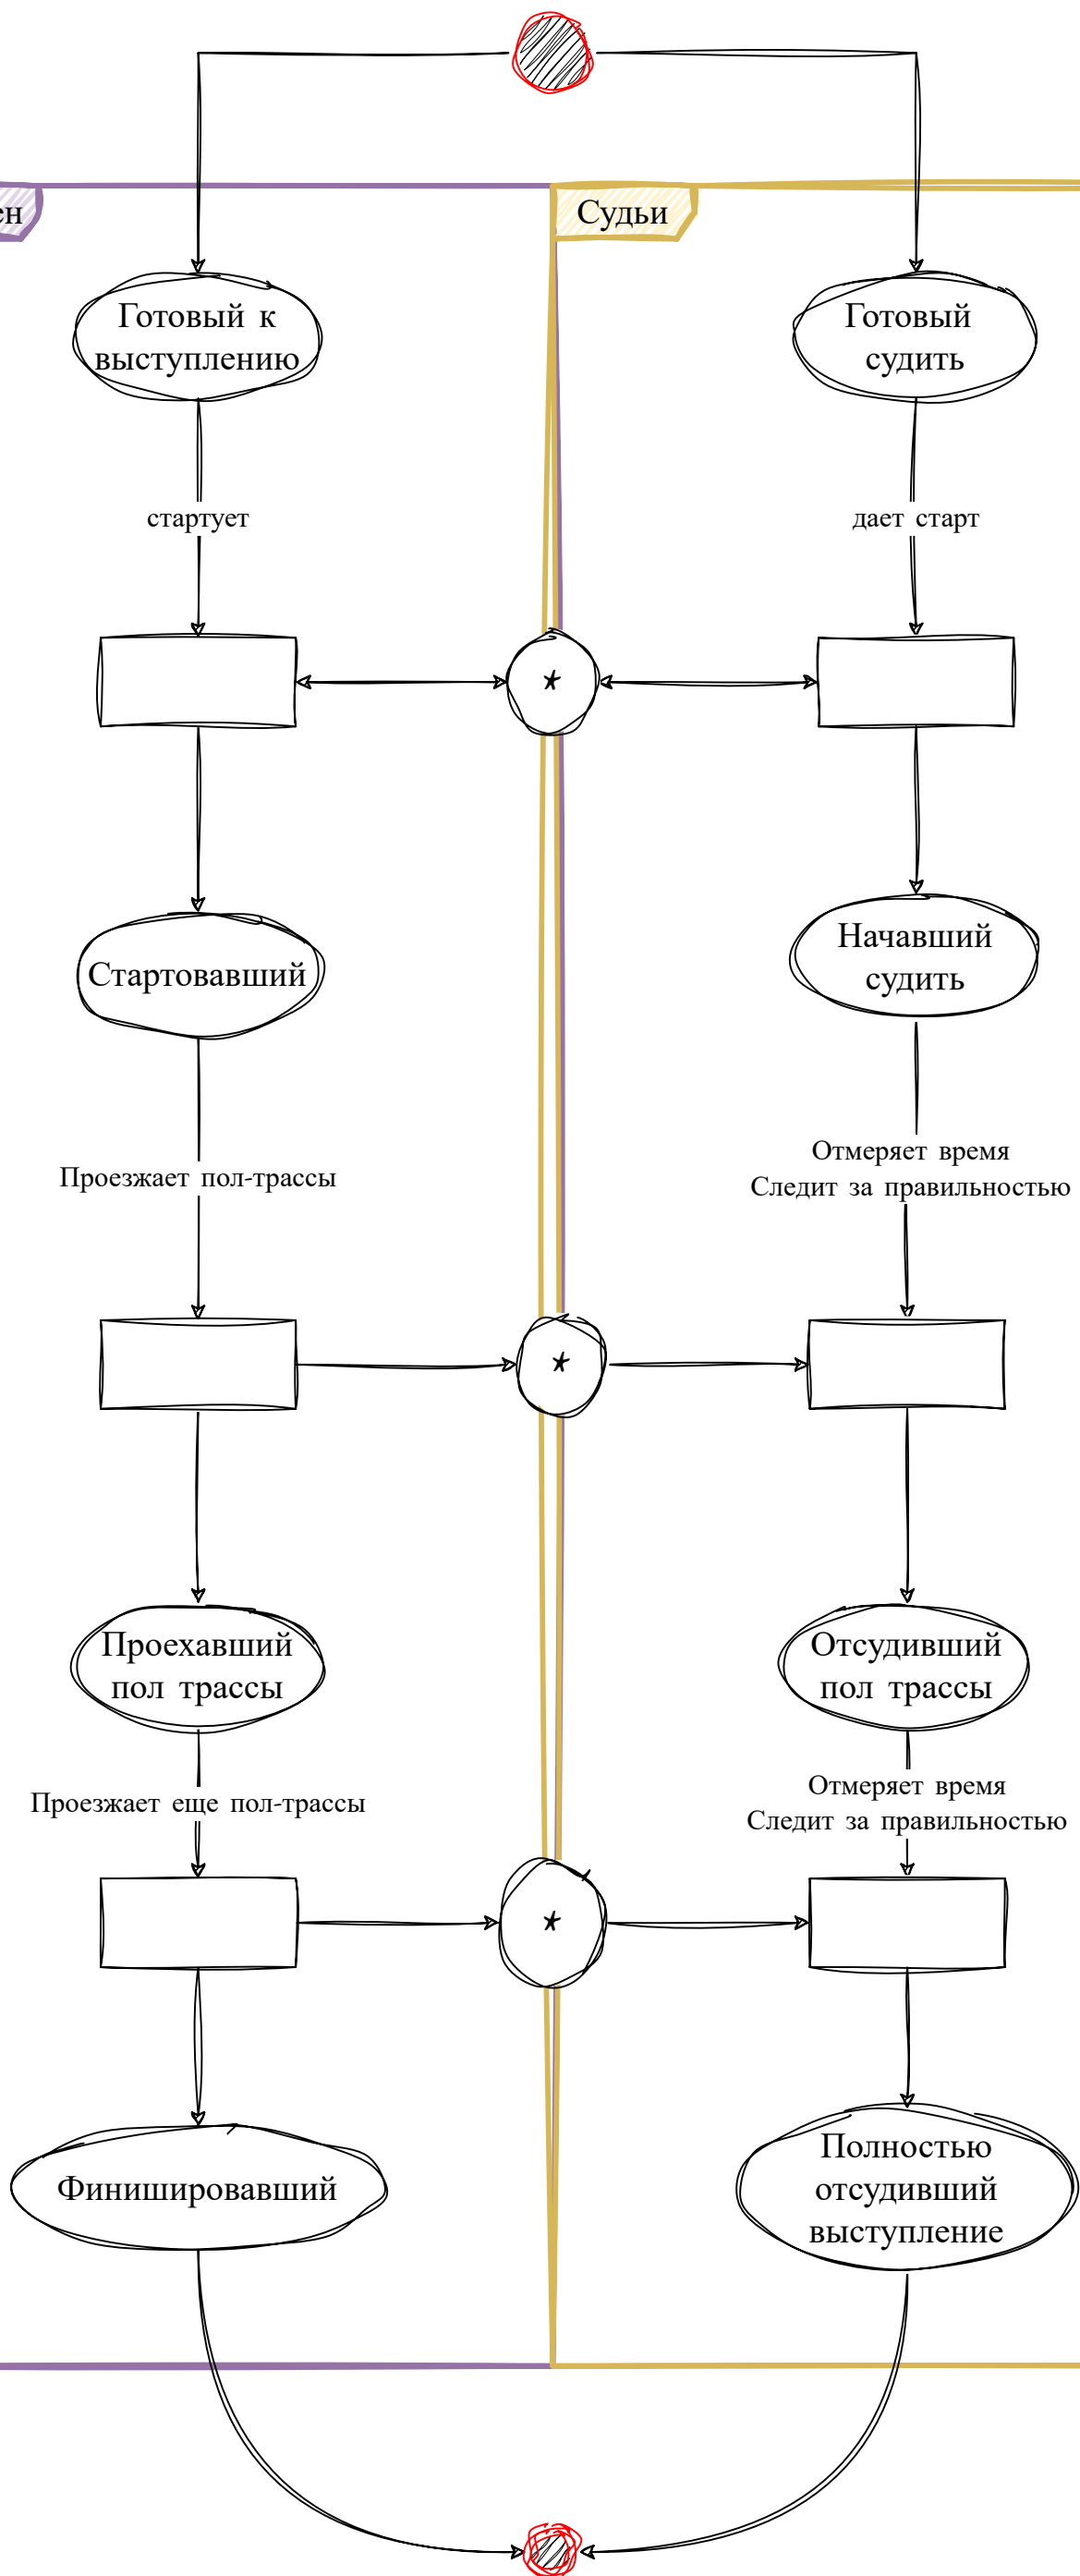 ен
Судьи
Готовый к
выступлению
Готовый
судить
стартует
дает старт
*
Стартовавший
Начавший
судить
Проезжает пол-трассы
Отмеряет время
Следит за правильностью
*
Проехавший
пол трассы
Отсудивший
пол трассы
Проезжает еще пол-трассы
Отмеряет время
Следит за правильностью
*
Финишировавший
Полностью
отсудивший
выступление